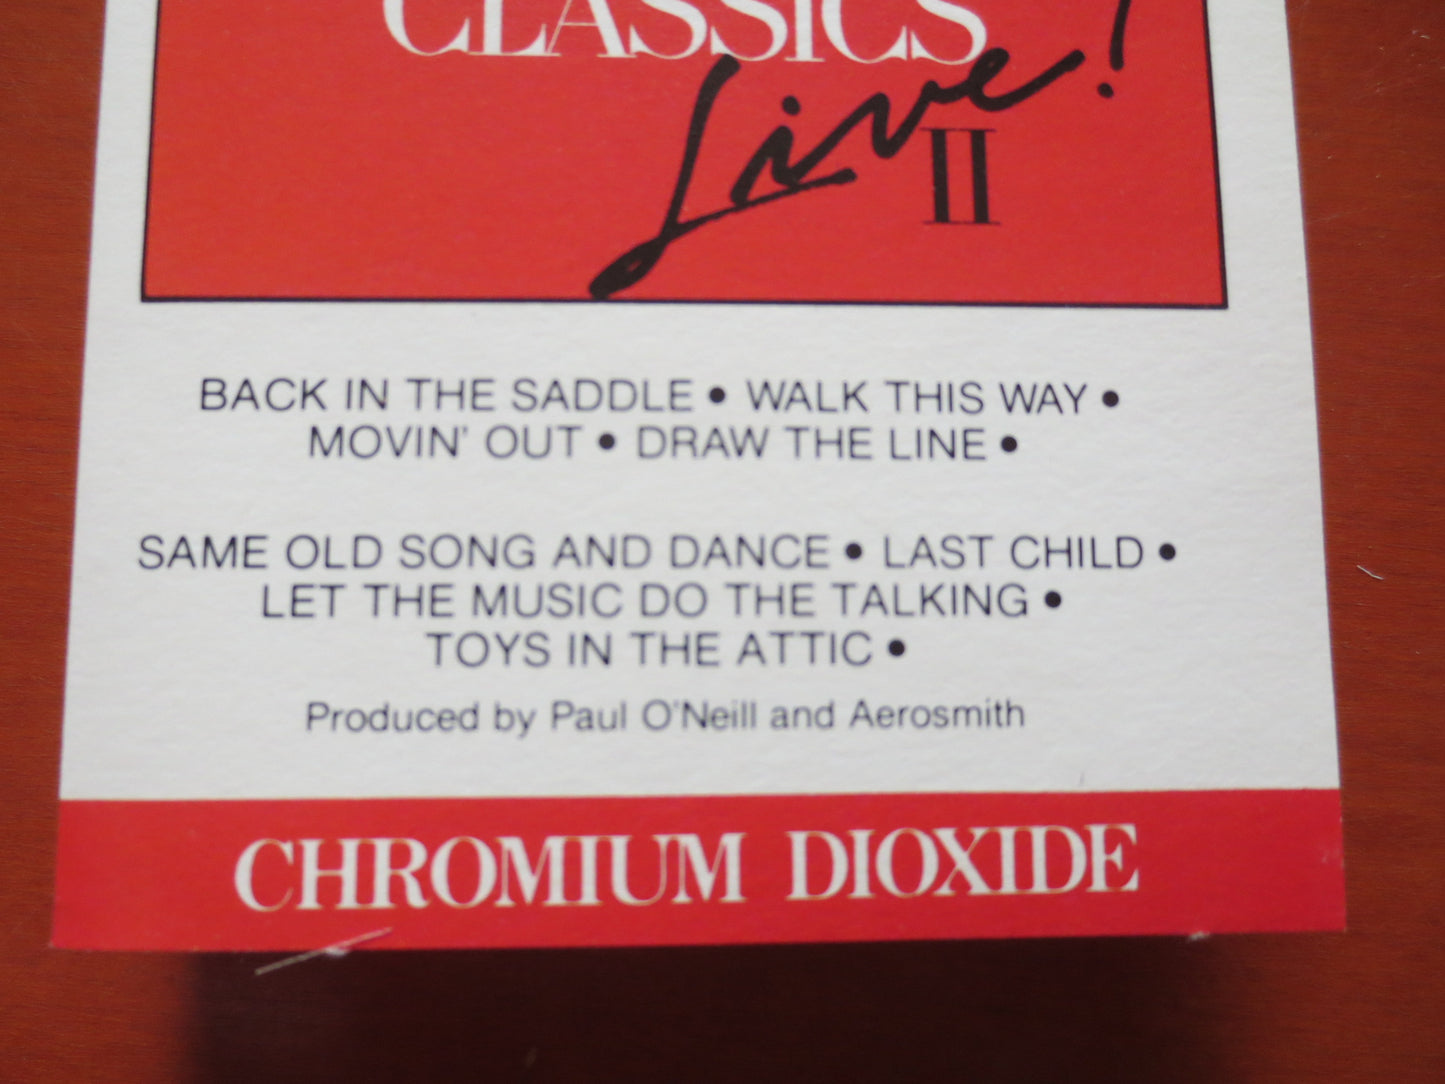 CLASSICS
Live!
II
BACK IN THE SADDLE • WALK THIS WAY •
MOVIN' OUT • DRAW THE LINE •
SAME OLD SONG AND DANCE • LAST CHILD •
LET THE MUSIC DO THE TALKING •
TOYS IN THE ATTIC •
Produced by Paul O'Neill and Aerosmith
CHROMIUM DIOXIDE